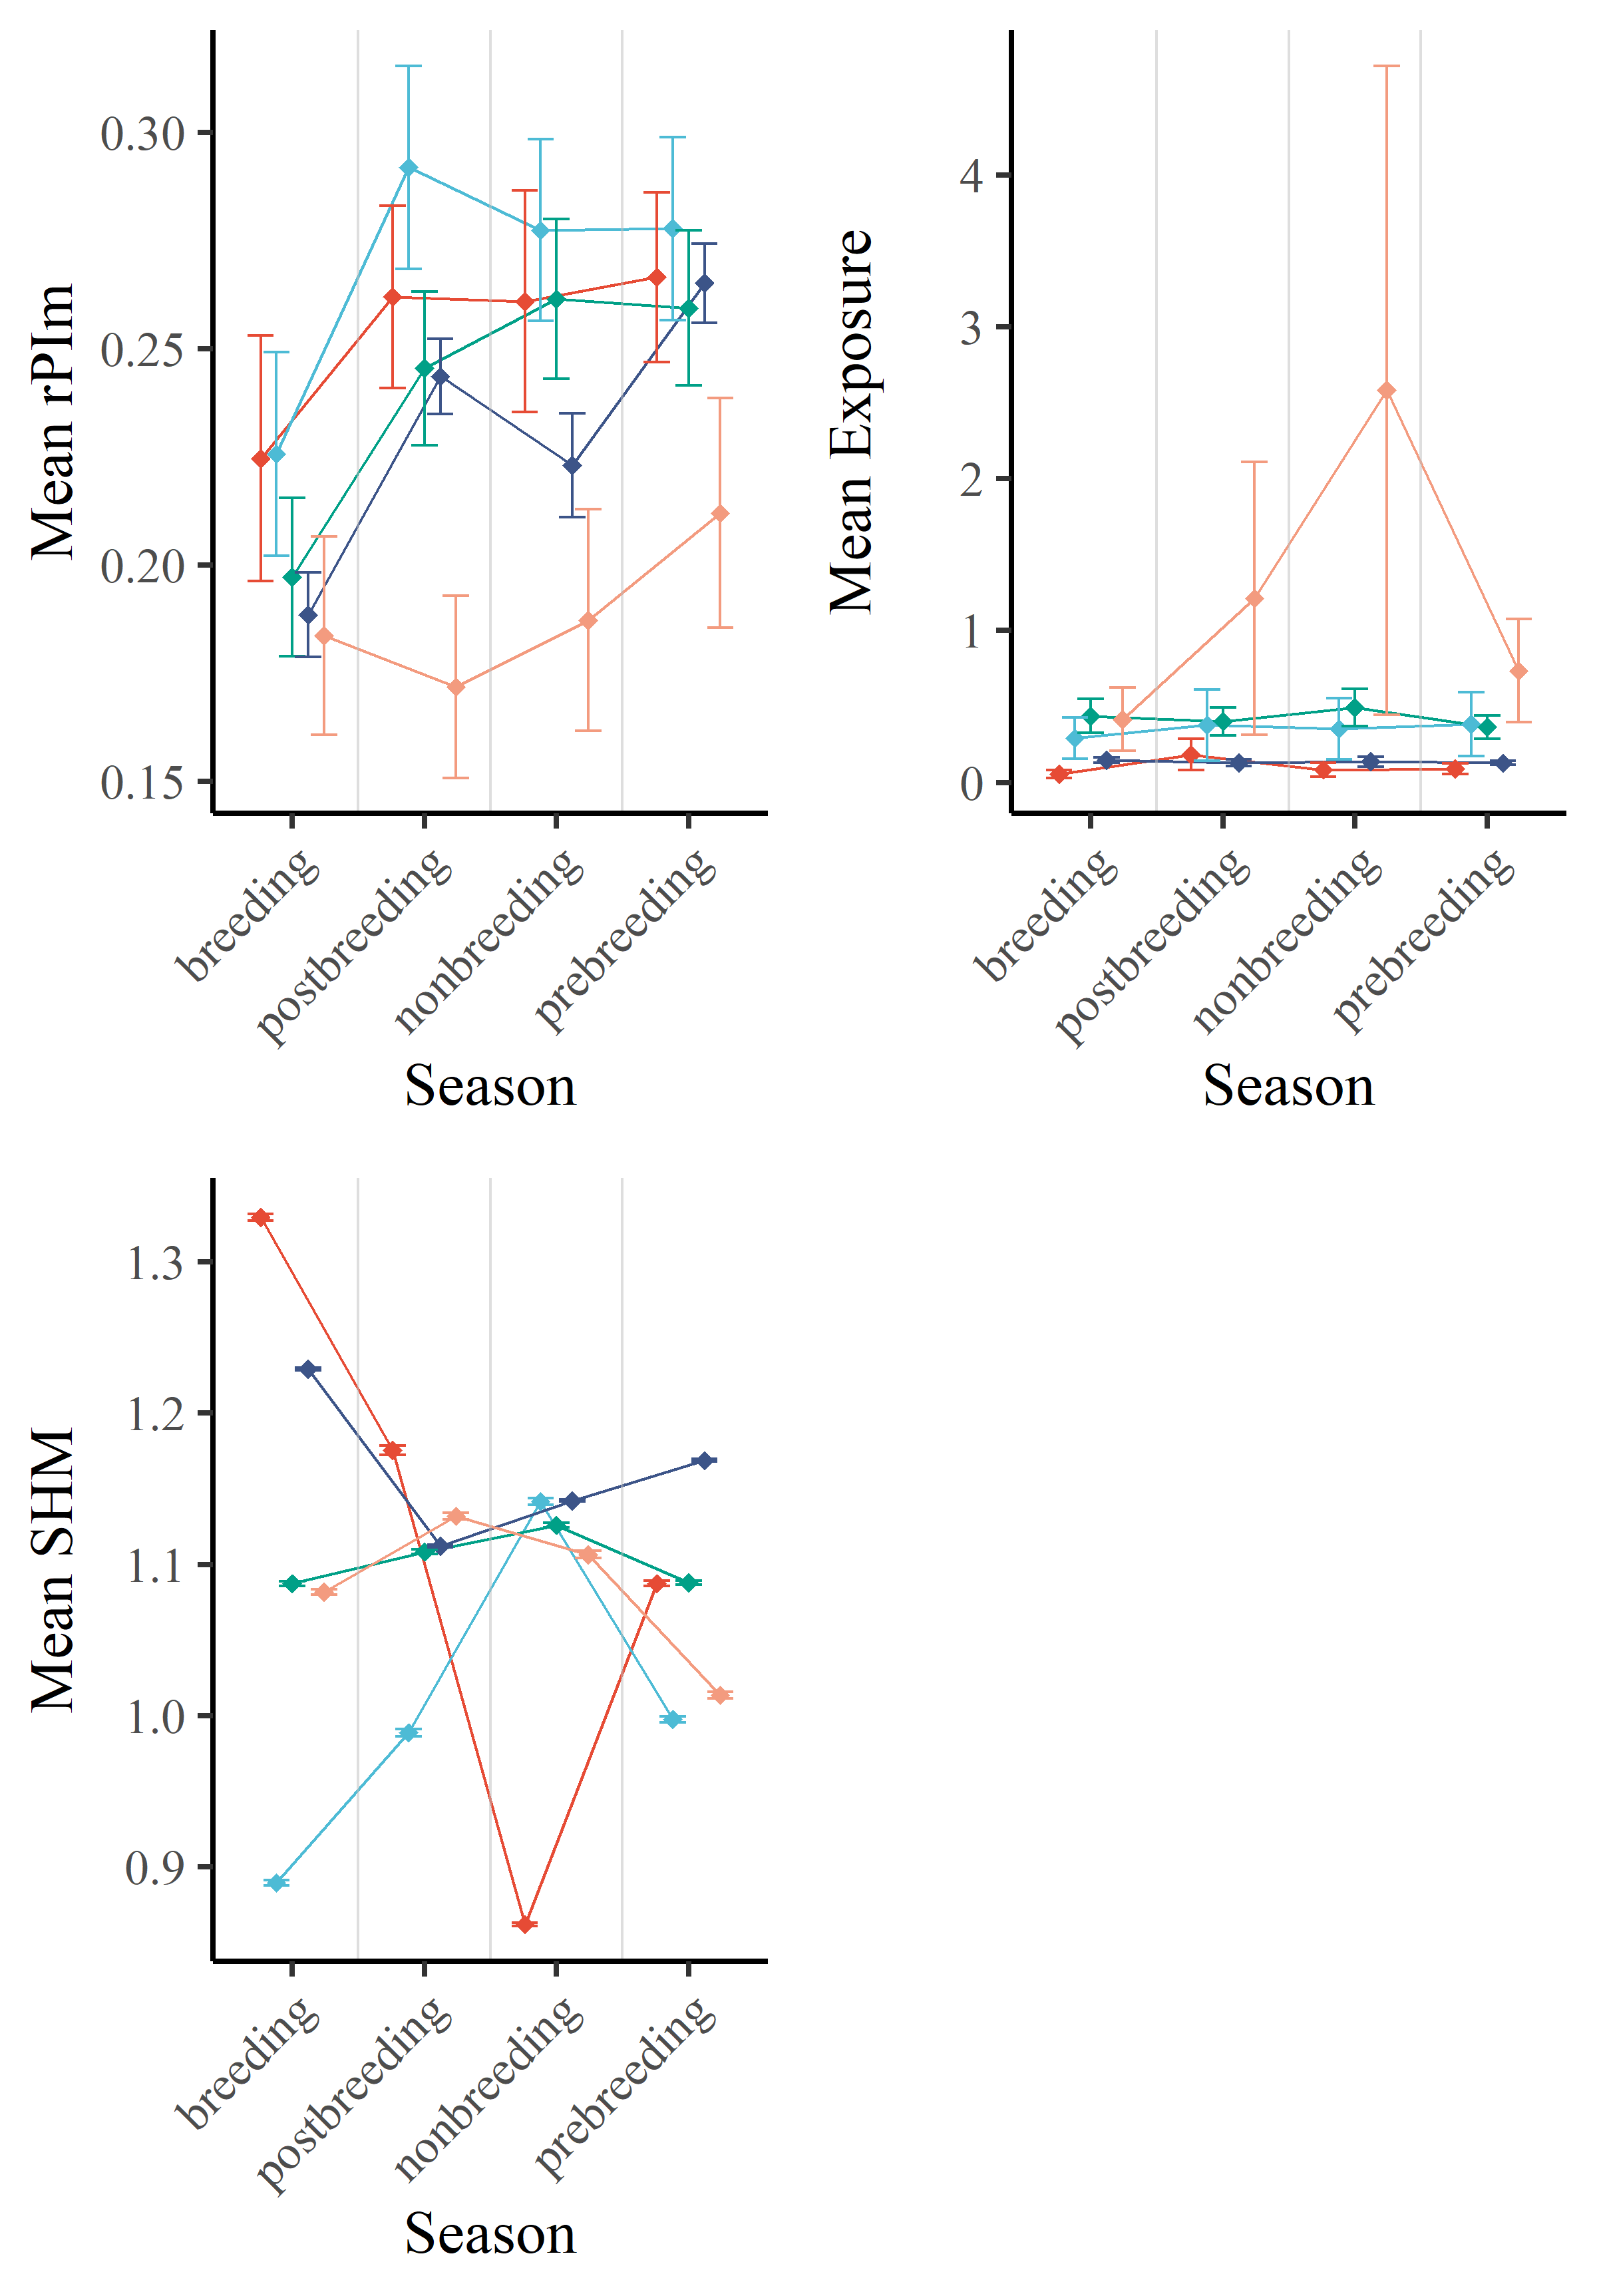 Mean rPIm
0.30
0.25
0.20
0.15
breeding
postbreeding
nonbreeding
prebreeding
Season
Mean Exposure
4
3
2
1
0
breeding
postbreeding
nonbreeding
prebreeding
Season
Mean SHM
1.3
1.2
1.1
1.0
0.9
breeding
postbreeding
nonbreeding
prebreeding
Season